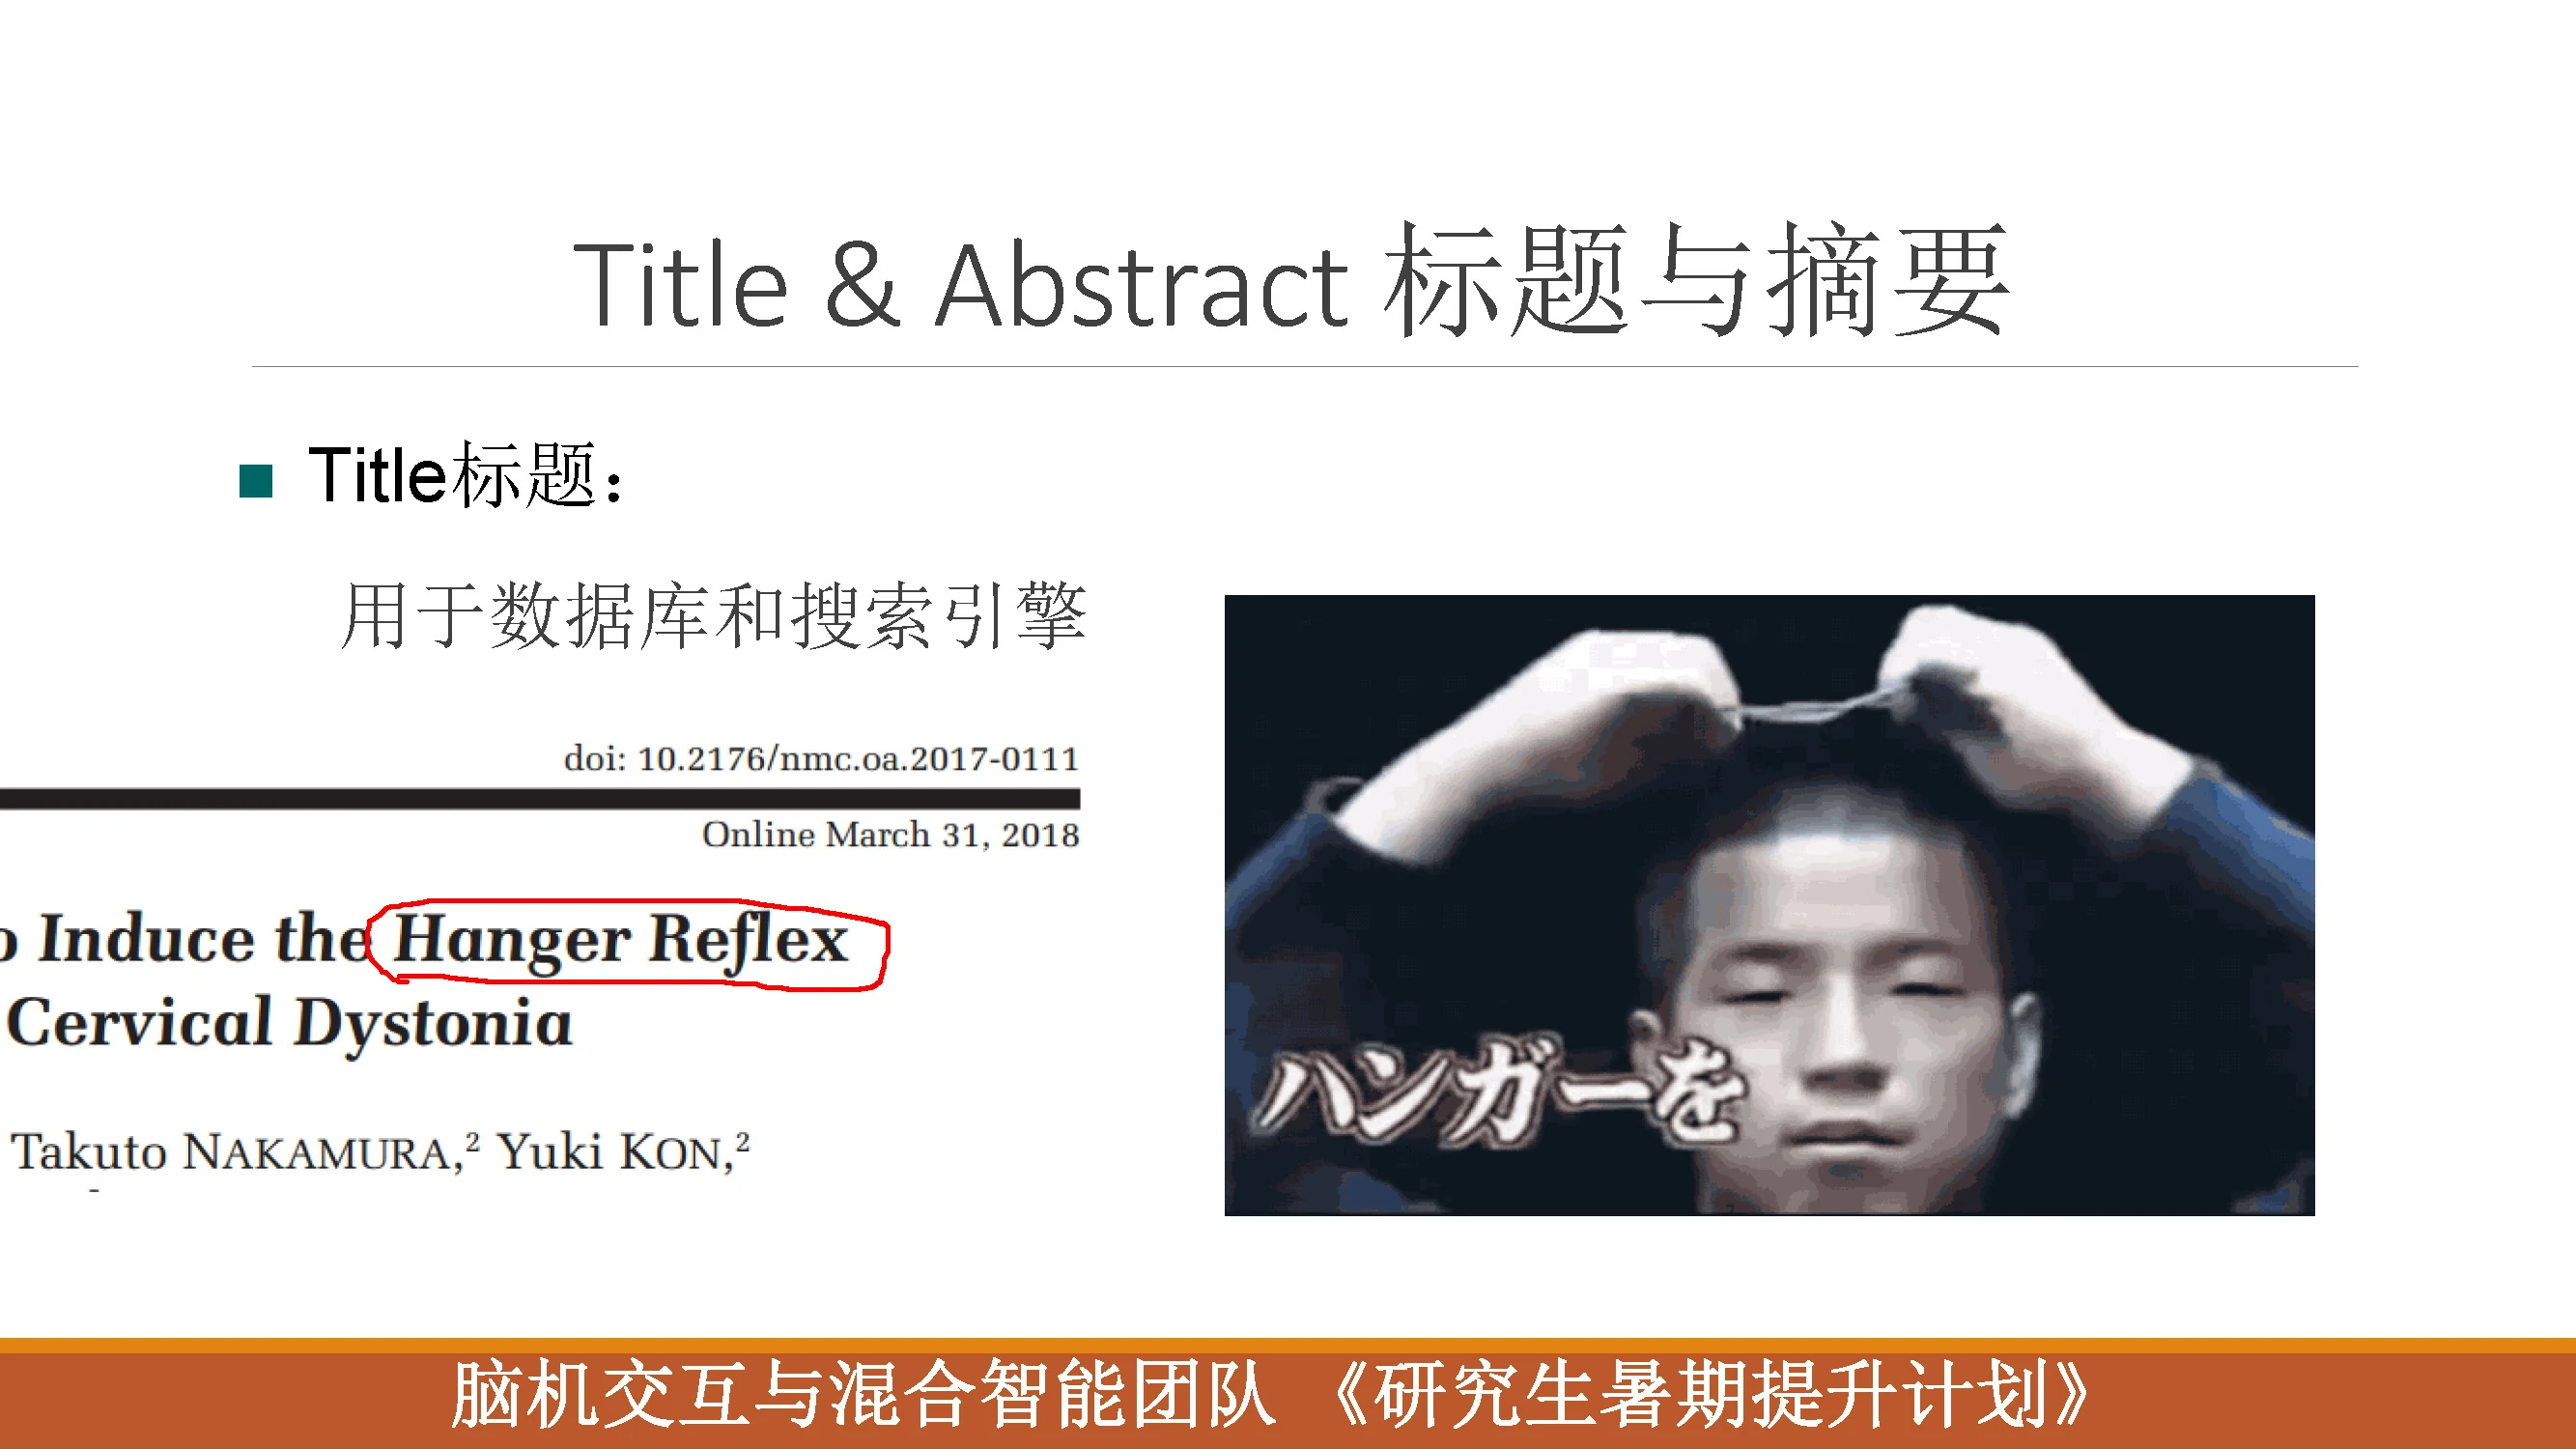 Title & Abstract 标题与摘要
Title标题：
用于数据库和搜索引擎
doi: 10.2176/nmc.oa.2017-0111
Online March 31, 2018
o Induce the Hanger Reflex
Cervical Dystonia
Takuto NAKAMURA,² Yuki KON,²
ハンガーを
脑机交互与混合智能团队 《研究生暑期提升计划》